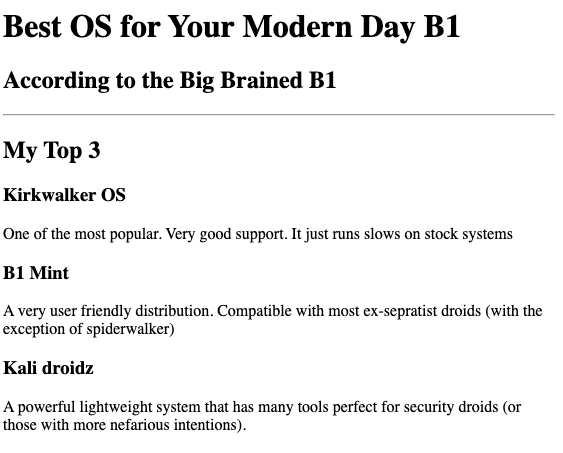 Best OS for Your Modern Day B1
According to the Big Brained B1
My Top 3
Kirkwalker OS
One of the most popular. Very good support. It just runs slows on stock systems
B1 Mint
A very user friendly distribution. Compatible with most ex-sepratist droids (with the
exception of spiderwalker)
Kali droidz
A powerful lightweight system that has many tools perfect for security droids (or
those with more nefarious intentions).